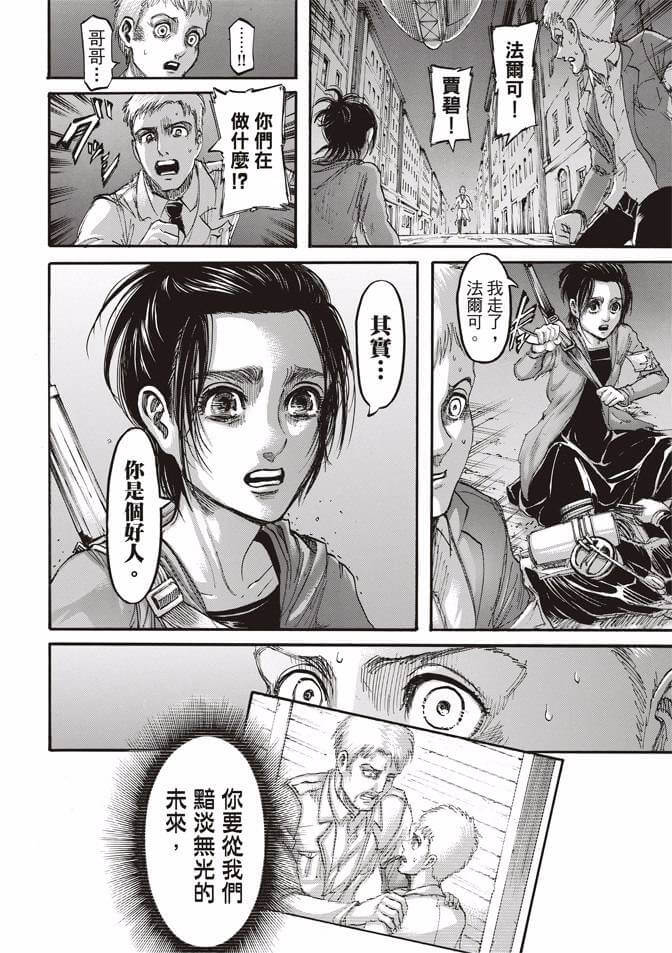 法爾可！
賈碧！
……!!
哥哥…
你們在
做什麼!?
我走了，
法爾可。
其實…
你是個好人。
你要從我們
黯淡無光的
未來，